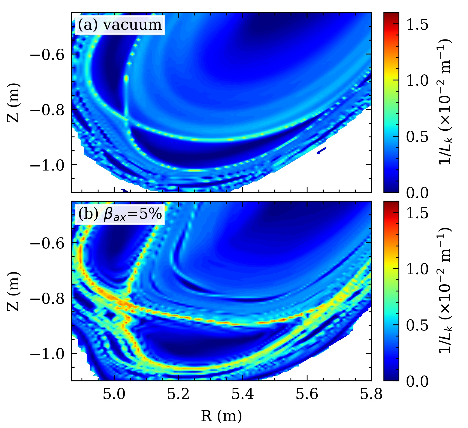 (a) vacuum
−0.6
−0.8
−1.0
Z (m)
1.5
1.0
0.5
0.0
1/L_k (×10⁻² m⁻¹)
(b) β_ax=5%
−0.6
−0.8
−1.0
Z (m)
1.5
1.0
0.5
0.0
1/L_k (×10⁻² m⁻¹)
5.0 5.2 5.4 5.6 5.8
R (m)